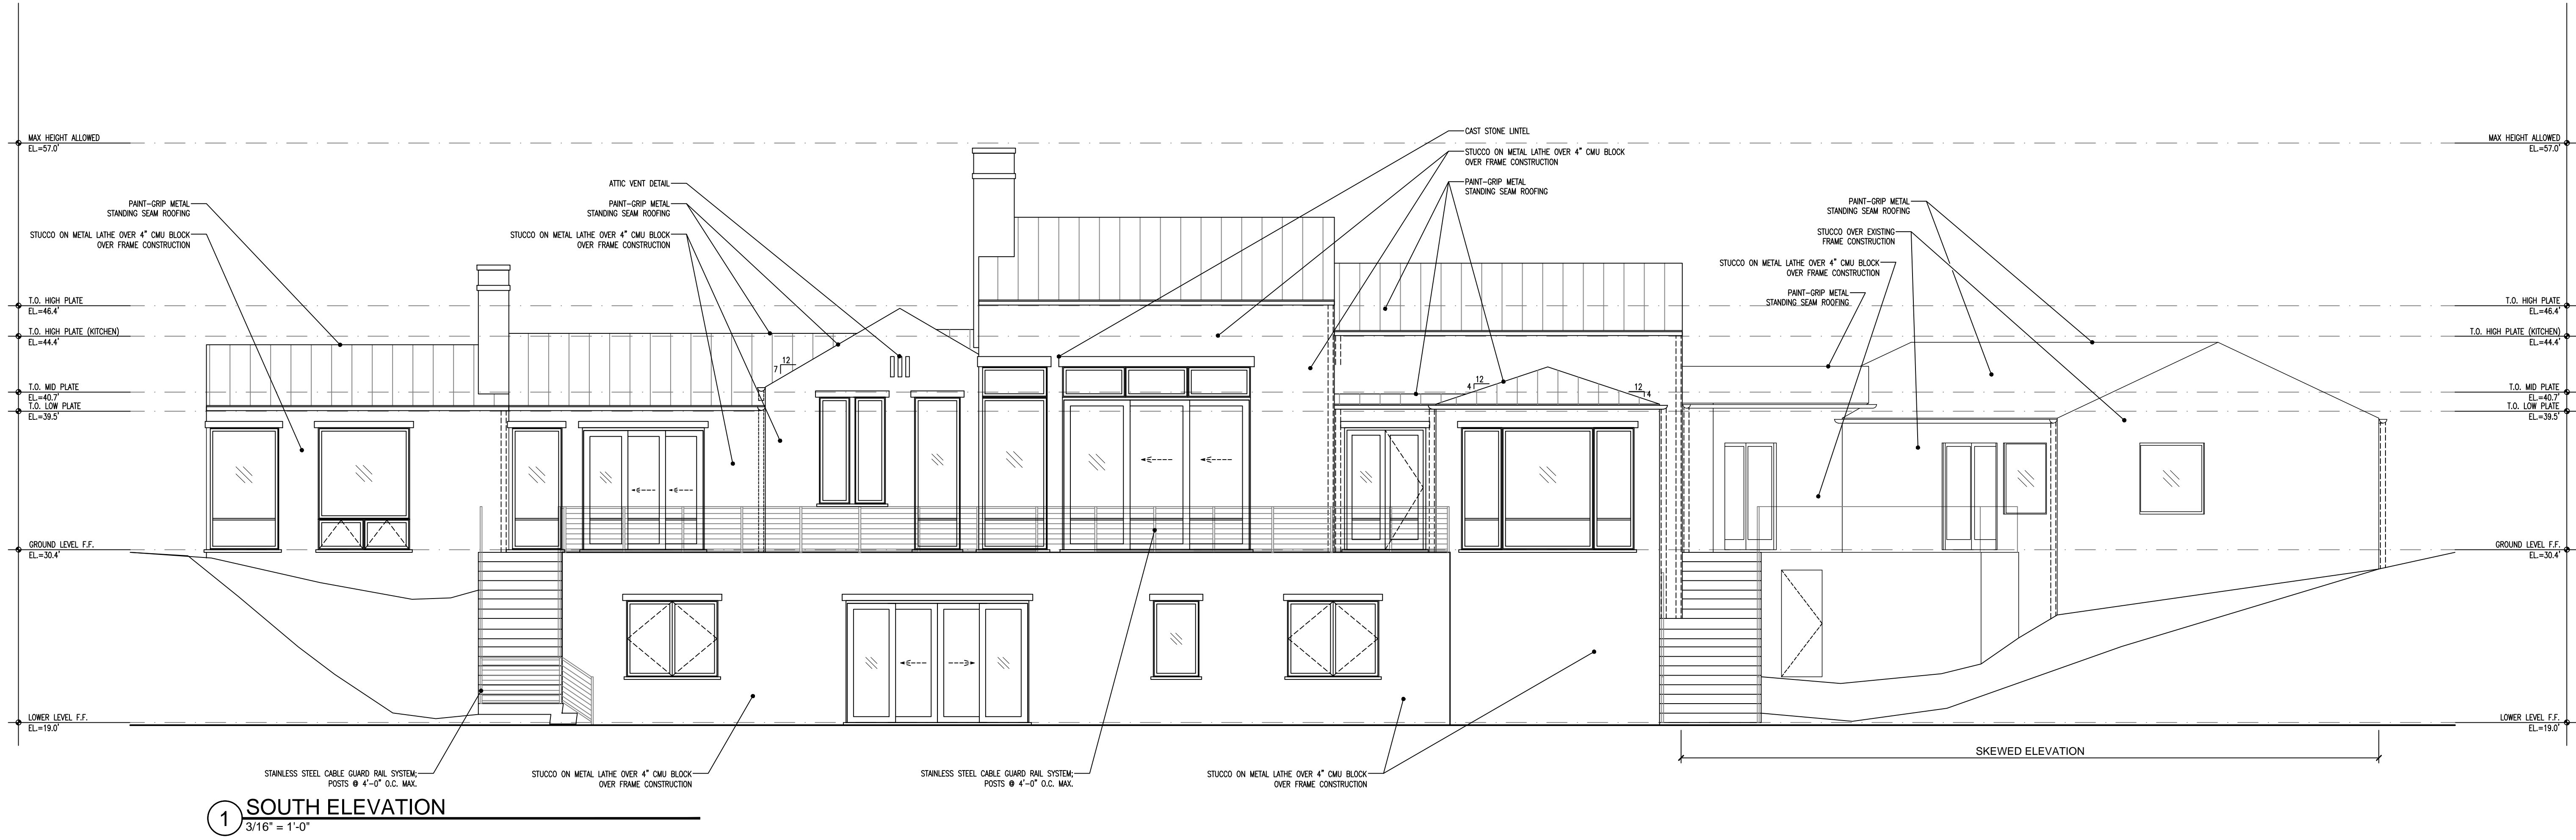 MAX HEIGHT ALLOWED
EL.=57.0'
T.O. HIGH PLATE
EL.=46.4'
T.O. HIGH PLATE (KITCHEN)
EL.=44.4'
T.O. MID PLATE
EL.=40.7'
T.O. LOW PLATE
EL.=39.5'
GROUND LEVEL F.F.
EL.=30.4'
LOWER LEVEL F.F.
EL.=19.0'
PAINT-GRIP METAL
STANDING SEAM ROOFING
STUCCO ON METAL LATHE OVER 4" CMU BLOCK
OVER FRAME CONSTRUCTION
ATTIC VENT DETAIL
PAINT-GRIP METAL
STANDING SEAM ROOFING
STUCCO ON METAL LATHE OVER 4" CMU BLOCK
OVER FRAME CONSTRUCTION
12
7
CAST STONE LINTEL
STUCCO ON METAL LATHE OVER 4" CMU BLOCK
OVER FRAME CONSTRUCTION
PAINT-GRIP METAL
STANDING SEAM ROOFING
12
4
12
4
PAINT-GRIP METAL
STANDING SEAM ROOFING
STUCCO OVER EXISTING
FRAME CONSTRUCTION
STUCCO ON METAL LATHE OVER 4" CMU BLOCK
OVER FRAME CONSTRUCTION
PAINT-GRIP METAL
STANDING SEAM ROOFING
MAX HEIGHT ALLOWED
EL.=57.0'
T.O. HIGH PLATE
EL.=46.4'
T.O. HIGH PLATE (KITCHEN)
EL.=44.4'
T.O. MID PLATE
EL.=40.7'
T.O. LOW PLATE
EL.=39.5'
GROUND LEVEL F.F.
EL.=30.4'
LOWER LEVEL F.F.
EL.=19.0'
SKEWED ELEVATION
STAINLESS STEEL CABLE GUARD RAIL SYSTEM;
POSTS @ 4'-0" O.C. MAX.
STUCCO ON METAL LATHE OVER 4" CMU BLOCK
OVER FRAME CONSTRUCTION
STAINLESS STEEL CABLE GUARD RAIL SYSTEM;
POSTS @ 4'-0" O.C. MAX.
STUCCO ON METAL LATHE OVER 4" CMU BLOCK
OVER FRAME CONSTRUCTION
1 SOUTH ELEVATION
3/16" = 1'-0"